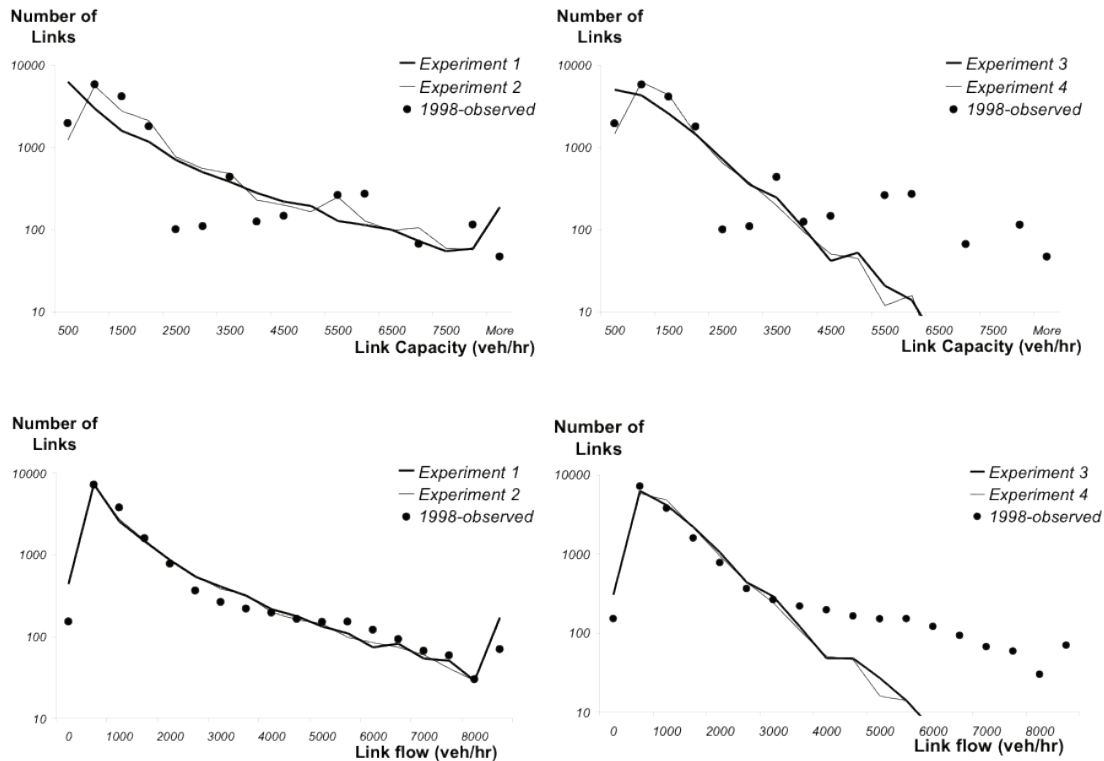 Number of
Links
10000
1000
100
10
Experiment 1
Experiment 2
1998-observed
500 1500 2500 3500 4500 5500 6500 7500 More
Link Capacity (veh/hr)
Number of
Links
10000
1000
100
10
Experiment 3
Experiment 4
1998-observed
500 1500 2500 3500 4500 5500 6500 7500 More
Link Capacity (veh/hr)
Number of
Links
10000
1000
100
10
Experiment 1
Experiment 2
1998-observed
0 1000 2000 3000 4000 5000 6000 7000 8000
Link flow (veh/hr)
Number of
Links
10000
1000
100
10
Experiment 3
Experiment 4
1998-observed
0 1000 2000 3000 4000 5000 6000 7000 8000
Link flow (veh/hr)